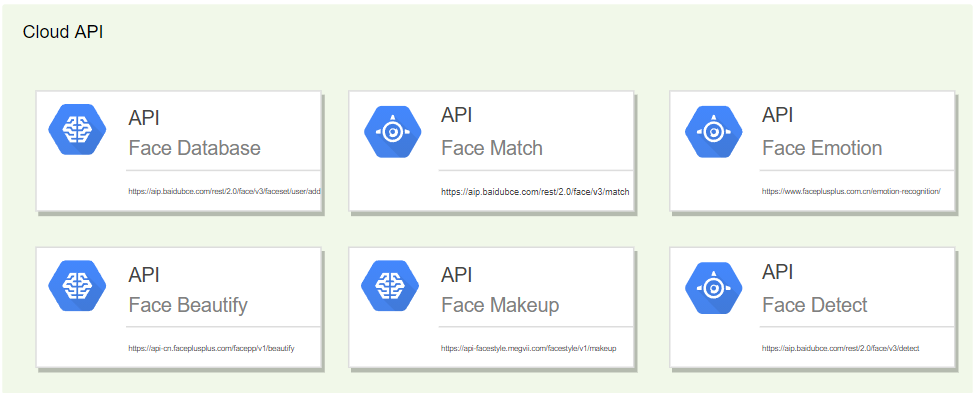 Cloud API
API
Face Database
https://aip.baidubce.com/rest/2.0/face/v3/faceset/user/add
API
Face Match
https://aip.baidubce.com/rest/2.0/face/v3/match
API
Face Emotion
https://www.faceplusplus.com.cn/emotion-recognition/
API
Face Beautify
https://api-cn.faceplusplus.com/facepp/v1/beautify
API
Face Makeup
https://api-facestyle.megvii.com/facestyle/v1/makeup
API
Face Detect
https://aip.baidubce.com/rest/2.0/face/v3/detect